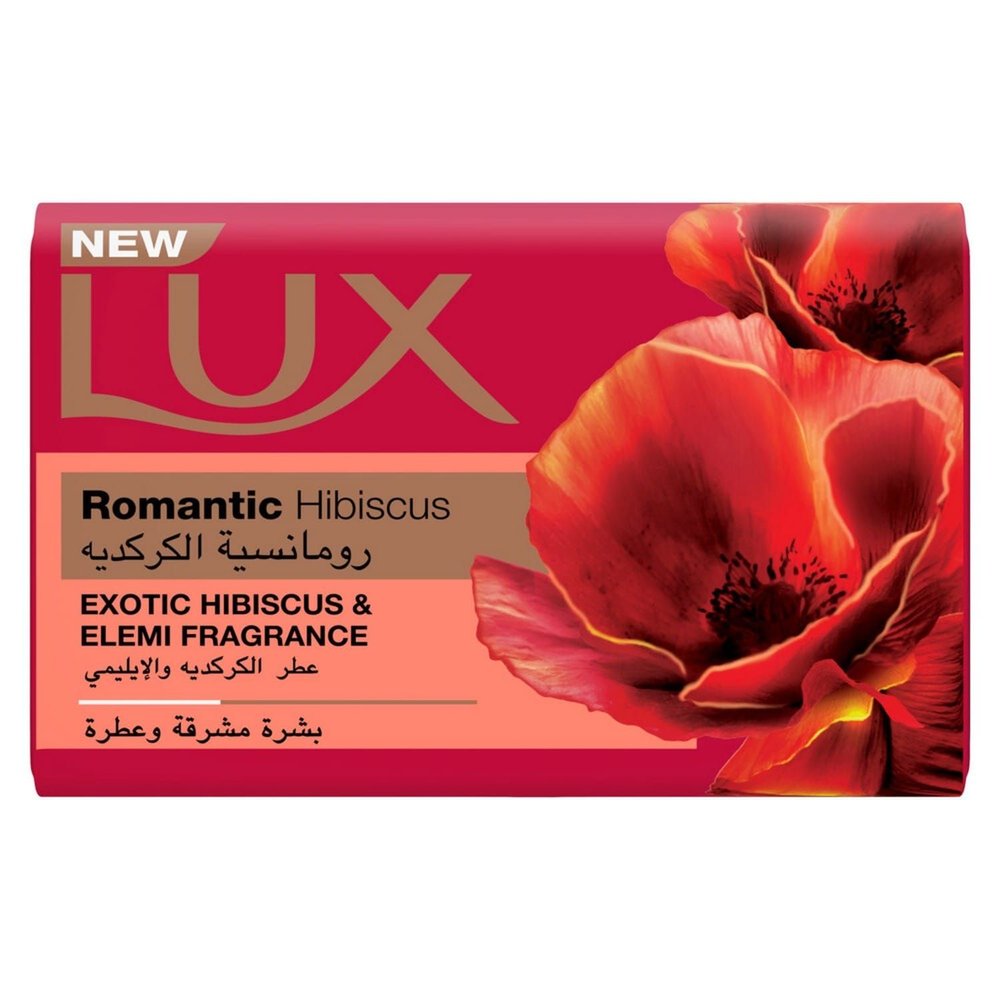 NEW
LUX
Romantic Hibiscus
رومانسية الكركديه
EXOTIC HIBISCUS &
ELEMI FRAGRANCE
عطر الكركديه والإيليمي
بشرة مشرقة وعطرة